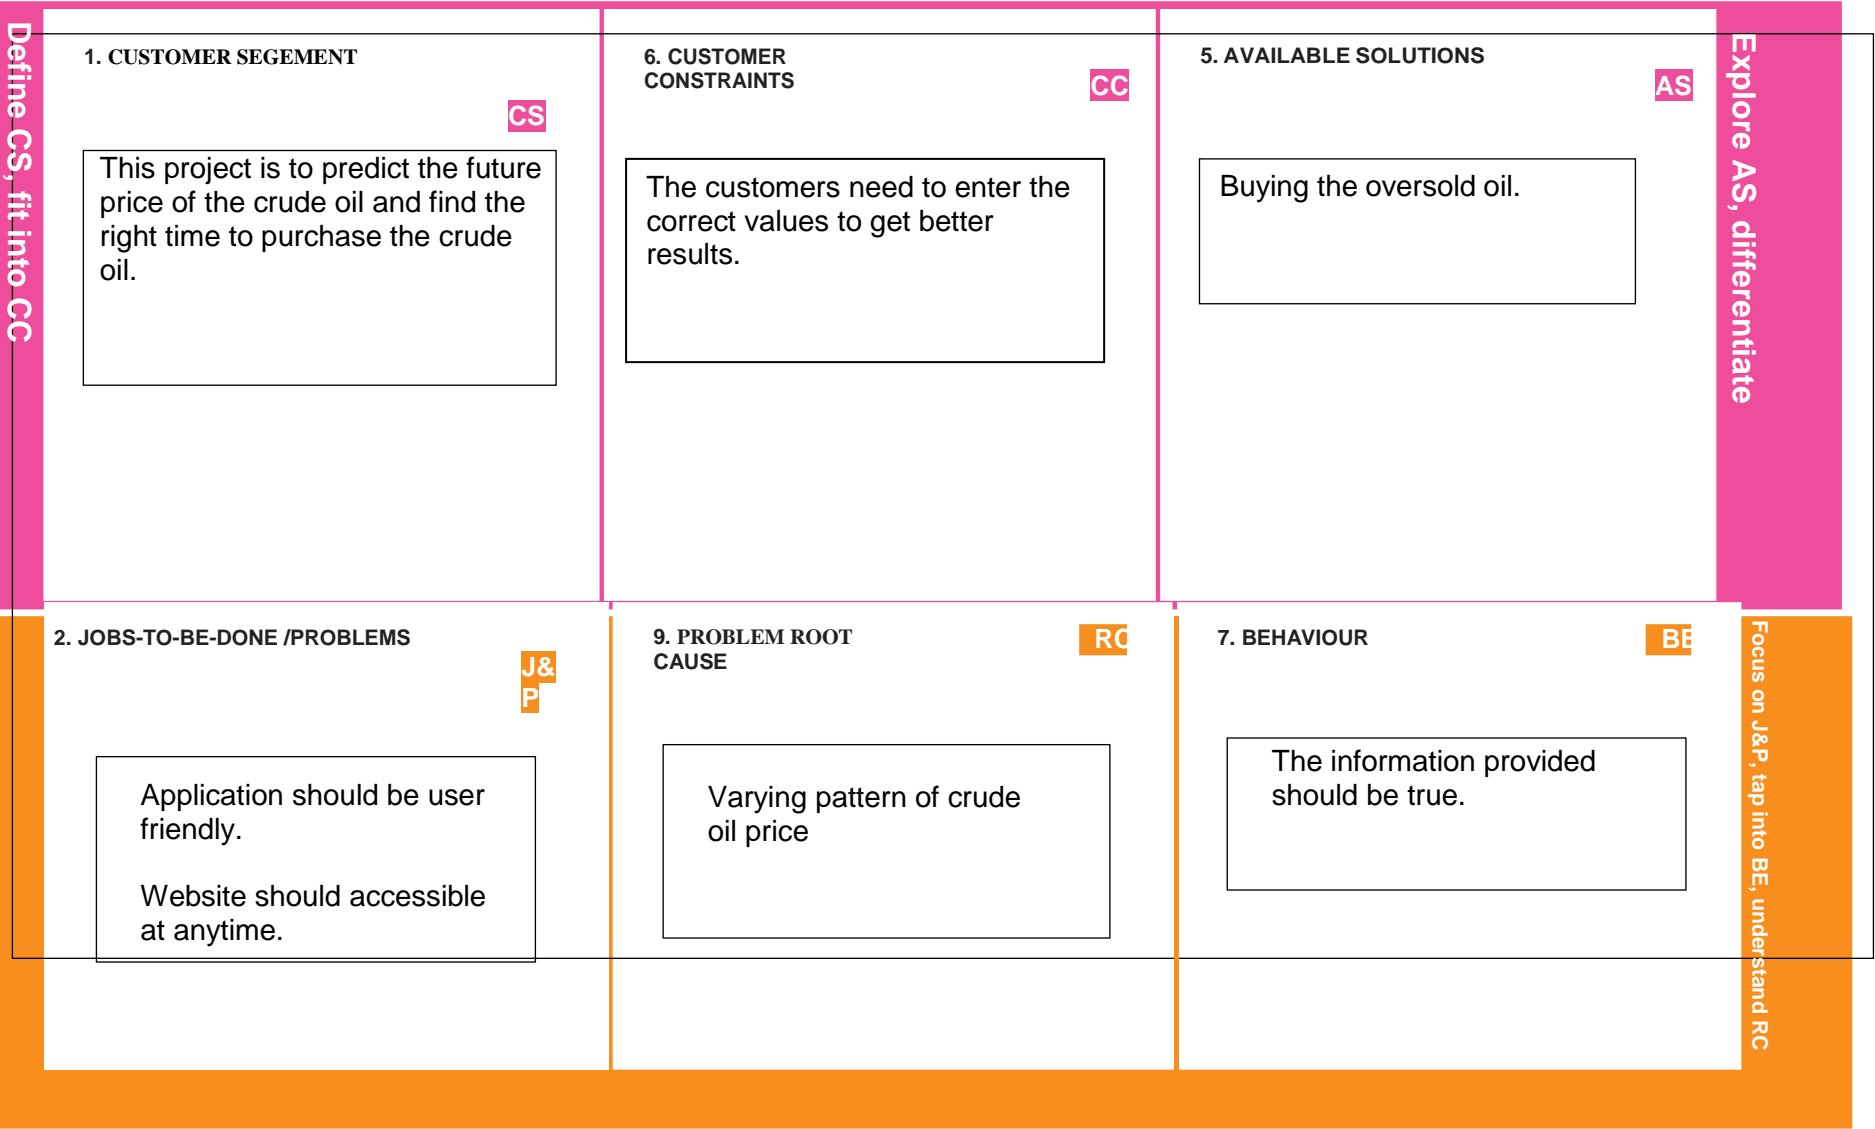 Define CS, fit into CC
1. CUSTOMER SEGEMENT
CS
This project is to predict the future
price of the crude oil and find the
right time to purchase the crude
oil.
6. CUSTOMER
CONSTRAINTS
CC
The customers need to enter the
correct values to get better
results.
5. AVAILABLE SOLUTIONS
AS
Buying the oversold oil.
Explore AS, differentiate
2. JOBS-TO-BE-DONE /PROBLEMS
J&
P
Application should be user
friendly.
Website should accessible
at anytime.
9. PROBLEM ROOT
CAUSE
RC
Varying pattern of crude
oil price
7. BEHAVIOUR
BE
The information provided
should be true.
Focus on J&P, tap into BE, understand RC